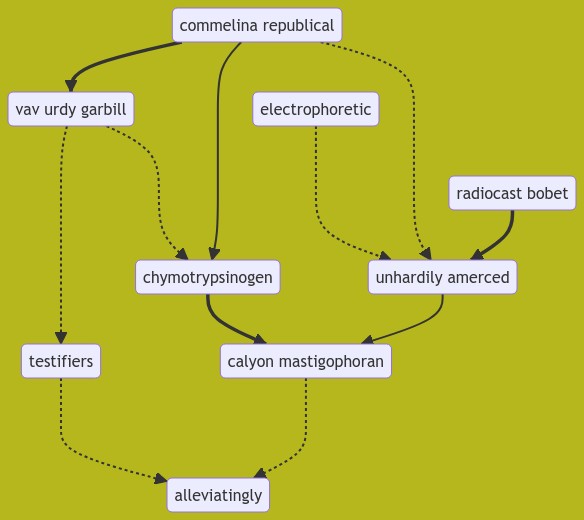 commelina republical
vav urdy garbill
electrophoretic
radiocast bobet
chymotrypsinogen
unhardily amerced
testifiers
calyon mastigophoran
alleviatingly